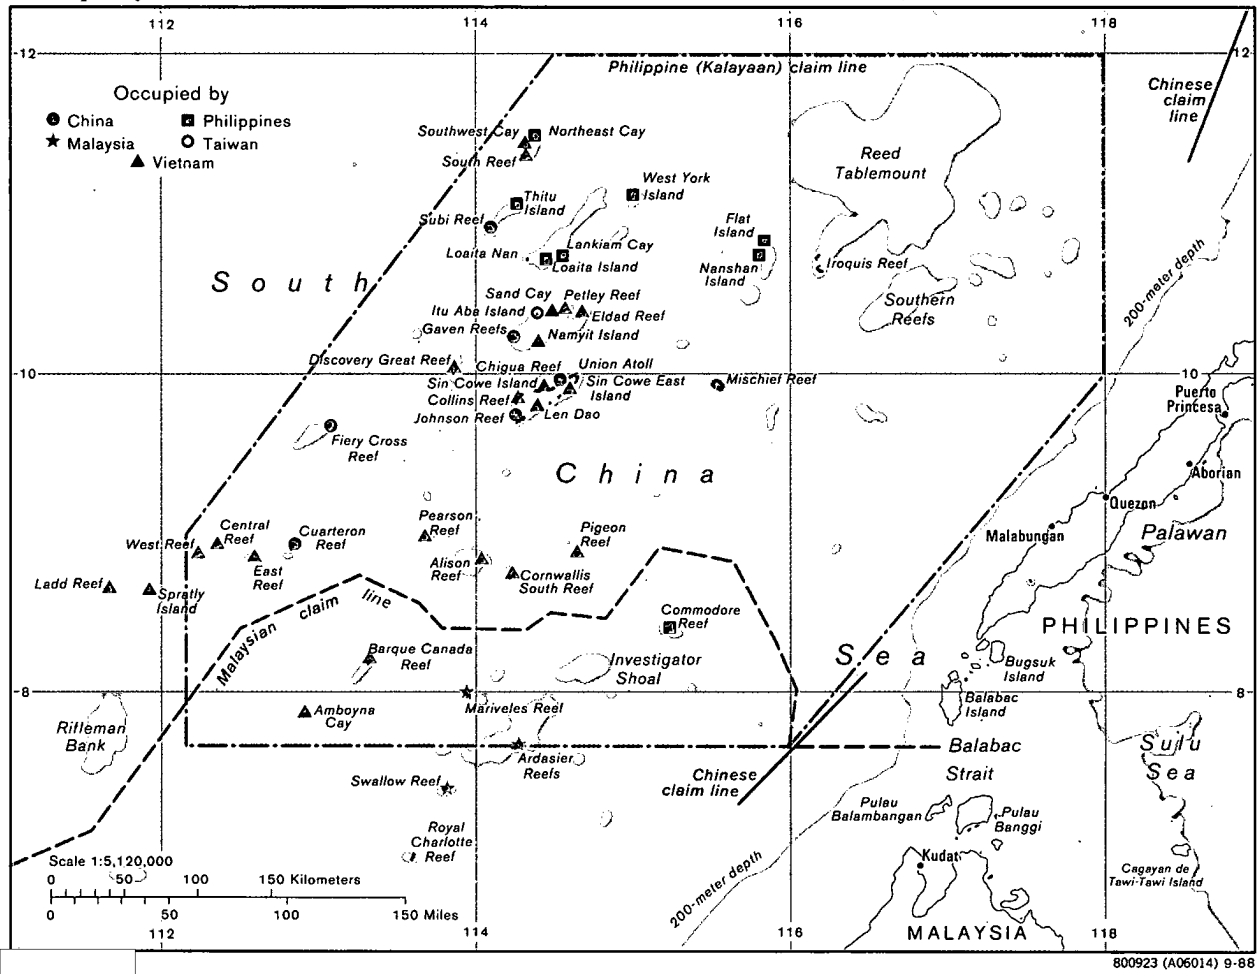 112
114
116
118
12
12
Philippine (Kalayaan) claim line
Chinese
claim
line
Occupied by
China
Philippines
Malaysia
Taiwan
Vietnam
Southwest Cay
Northeast Cay
South Reef
Reed
Tablemount
West York
Island
Thitu
Island
Subi Reef
Flat
Island
Lankiam Cay
Loaita Nan
Loaita Island
Nanshan
Island
Iroquis Reef
South
Sand Cay
Petley Reef
Itu Aba Island
Eldad Reef
Southern
Reefs
200-meter depth
Gaven Reefs
Namyit Island
Discovery Great Reef
Chigua Reef
Union Atoll
10
10
Sin Cowe Island
Sin Cowe East
Island
Mischief Reef
Collins Reef
Len Dao
Johnson Reef
Puerto
Princesa
Fiery Cross
Reef
China
Aborian
Quezon
Pearson
Reef
Central
Reef
Cuarteron
Reef
Pigeon
Reef
Malabungan
Palawan
West Reef
East
Reef
Alison
Reef
Cornwallis
South Reef
Ladd Reef
Spratly
Island
Malaysian claim line
Commodore
Reef
PHILIPPINES
Sea
Barque Canada
Reef
Investigator
Shoal
Bugsuk
Island
8
8
Mariveles Reef
Balabac
Island
Amboyna
Cay
Rifleman
Bank
Ardasier
Reefs
Balabac
Strait
Sulu
Sea
Swallow Reef
Chinese
claim line
Pulau
Balambangan
Pulau
Banggi
Royal
Charlotte
Reef
Kudat
Cagayan de
Tawi-Tawi Island
200-meter depth
Scale 1:5,120,000
0 50 100 150 Kilometers
0 50 100 150 Miles
MALAYSIA
112
114
116
118
800923 (A06014) 9-88